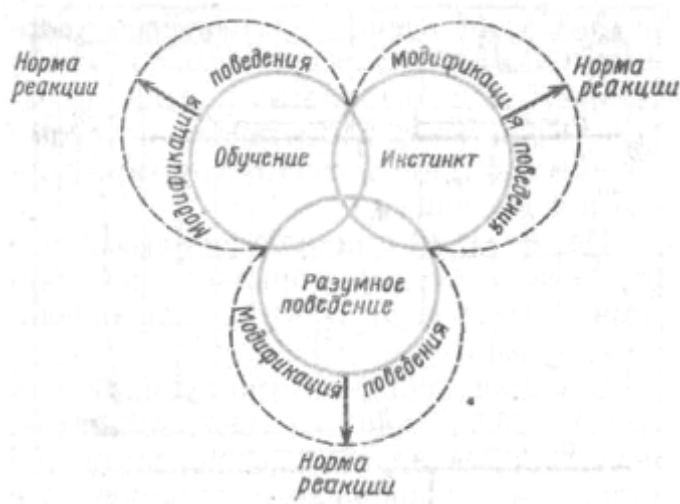 Норма
реакции
Модификация поведения
Обучение
Модификация поведения
Инстинкт
Норма
реакции
Разумное
поведение
Модификация поведения
Норма
реакции